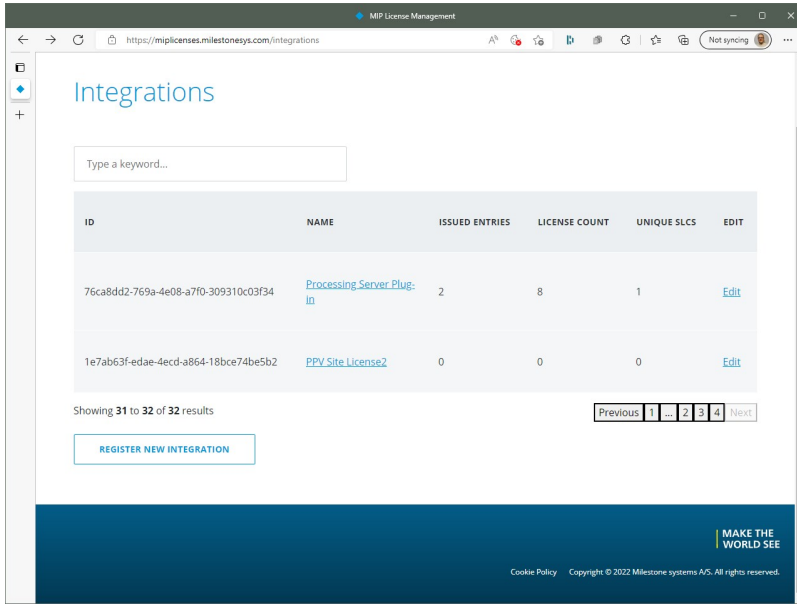 MIP License Management
https://miplicenses.milestonesys.com/integrations
Not syncing
Integrations
Type a keyword...
ID NAME ISSUED ENTRIES LICENSE COUNT UNIQUE SLCS EDIT
76ca8dd2-769a-4e08-a7f0-309310c03f34 Processing Server Plug-
in 2 8 1 Edit
1e7ab63f-edae-4ecd-a864-18bce74be5b2 PPV Site License2 0 0 0 Edit
Showing 31 to 32 of 32 results
Previous 1 ... 2 3 4 Next
REGISTER NEW INTEGRATION
MAKE THE
WORLD SEE
Cookie Policy Copyright © 2022 Milestone systems A/S. All rights reserved.